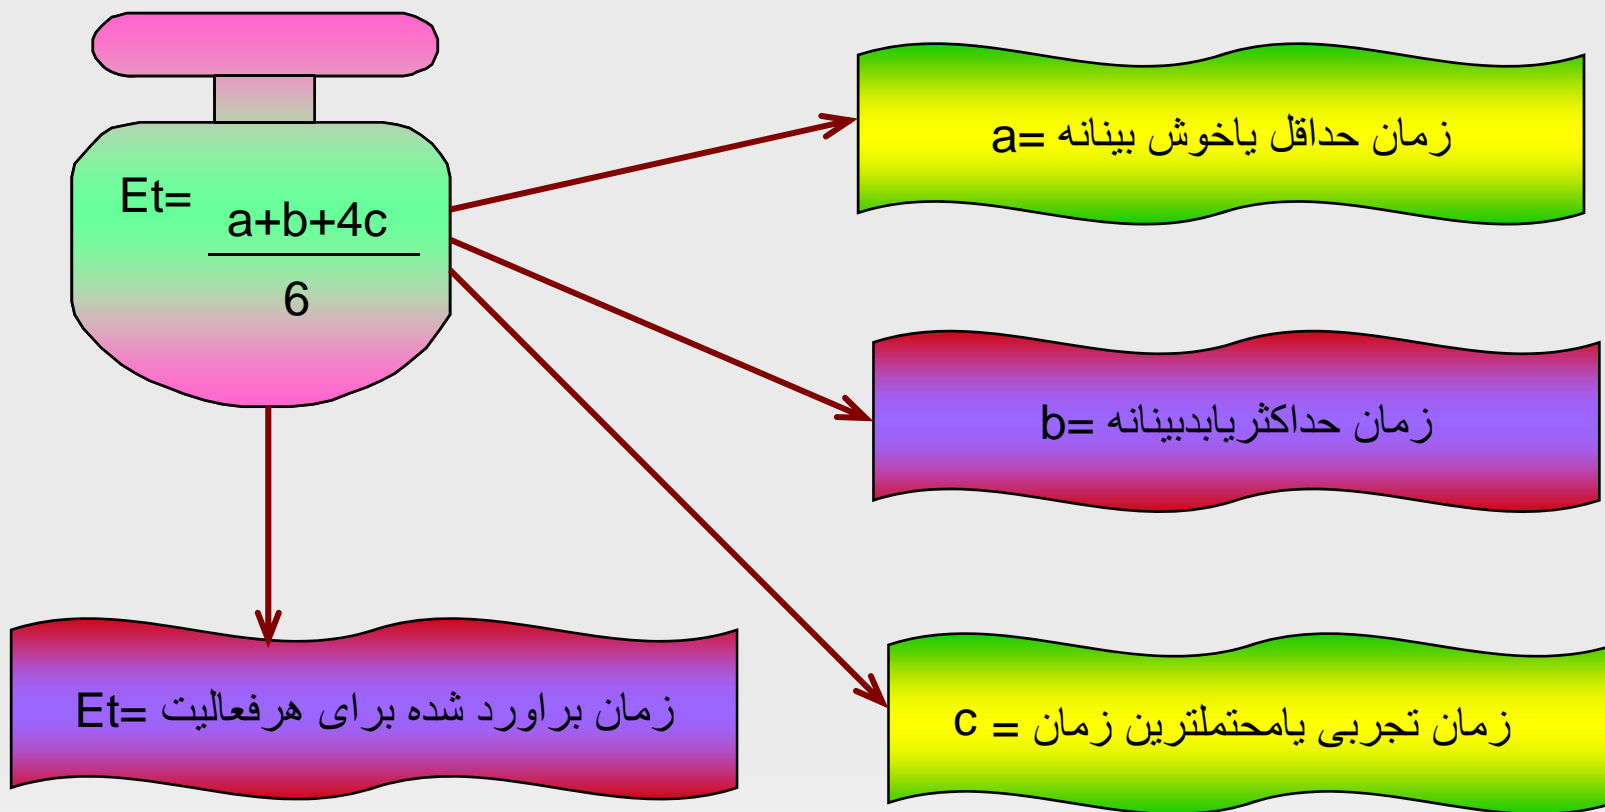 Et=
a+b+4c
6
زمان حداقل یاخوش بینانه =a
زمان حداکثریابدبینانه =b
زمان تجربی یامحتملترین زمان = c
زمان براورد شده برای هرفعالیت =Et